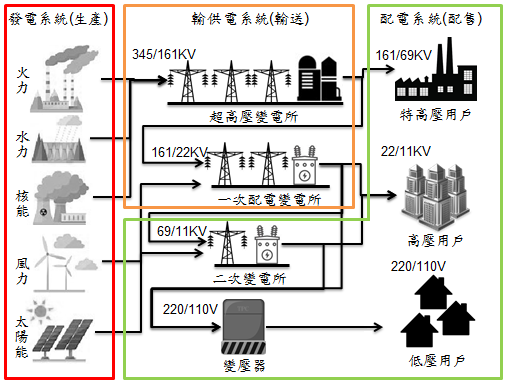 發電系統(生產)
輸供電系統(輸送)
配電系統(配售)
火力
水力
核能
風力
太陽能
345/161KV
超高壓變電所
161/22KV
一次配電變電所
69/11KV
二次變電所
220/110V
變壓器
161/69KV
特高壓用戶
22/11KV
高壓用戶
220/110V
低壓用戶